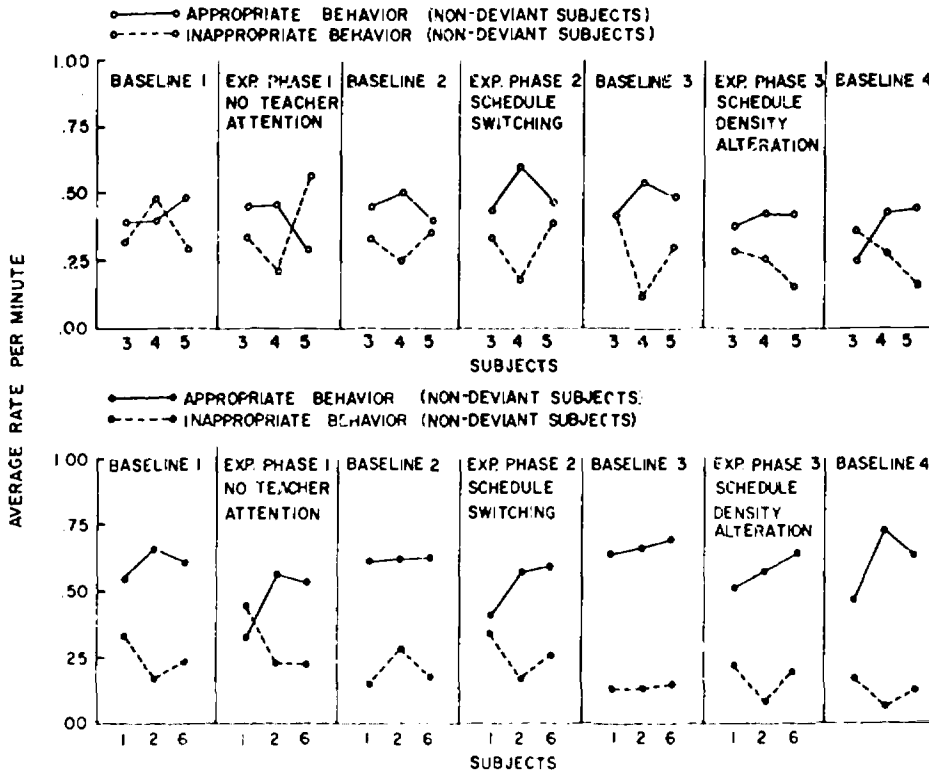 APPROPRIATE BEHAVIOR (NON-DEVIANT SUBJECTS)
INAPPROPRIATE BEHAVIOR (NON-DEVIANT SUBJECTS)
AVERAGE RATE PER MINUTE
1.00
.75
.50
.25
.00
BASELINE 1
EXP. PHASE 1
NO TEACHER
ATTENTION
BASELINE 2
EXP. PHASE 2
SCHEDULE
SWITCHING
BASELINE 3
EXP. PHASE 3
SCHEDULE
DENSITY
ALTERATION
BASELINE 4
3 4 5 3 4 5 3 4 5 3 4 5 3 4 5 3 4 5 3 4 5
SUBJECTS
APPROPRIATE BEHAVIOR (NON-DEVIANT SUBJECTS)
INAPPROPRIATE BEHAVIOR (NON-DEVIANT SUBJECTS)
1 00
.75
.50
.25
.00
BASELINE 1
EXP. PHASE 1
NO TEACHER
ATTENTION
BASELINE 2
EXP. PHASE 2
SCHEDULE
SWITCHING
BASELINE 3
EXP. PHASE 3
SCHEDULE
DENSITY
ALTERATION
BASELINE 4
1 2 6 1 2 6 1 2 6 1 2 6 1 2 6 1 2 6 1 2 6
SUBJECTS